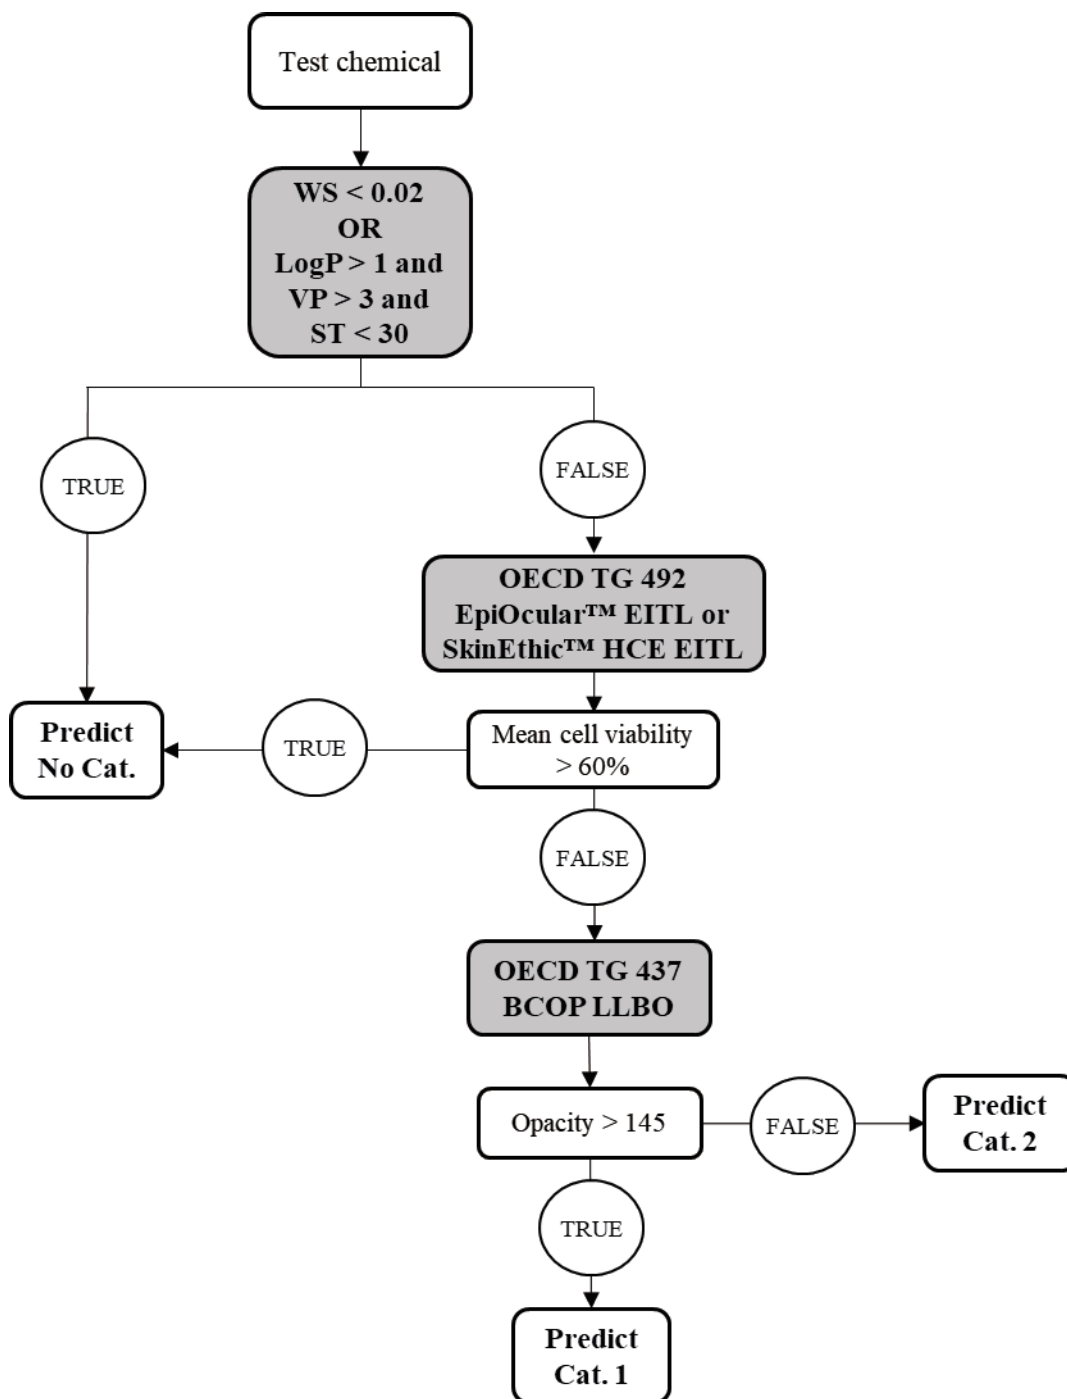 Test chemical
WS < 0.02
OR
LogP > 1 and
VP > 3 and
ST < 30
TRUE
FALSE
OECD TG 492
EpiOcular™ EITL or
SkinEthic™ HCE EITL
Predict
No Cat.
TRUE
Mean cell viability
> 60%
FALSE
OECD TG 437
BCOP LLBO
Opacity > 145
FALSE
Predict
Cat. 2
TRUE
Predict
Cat. 1